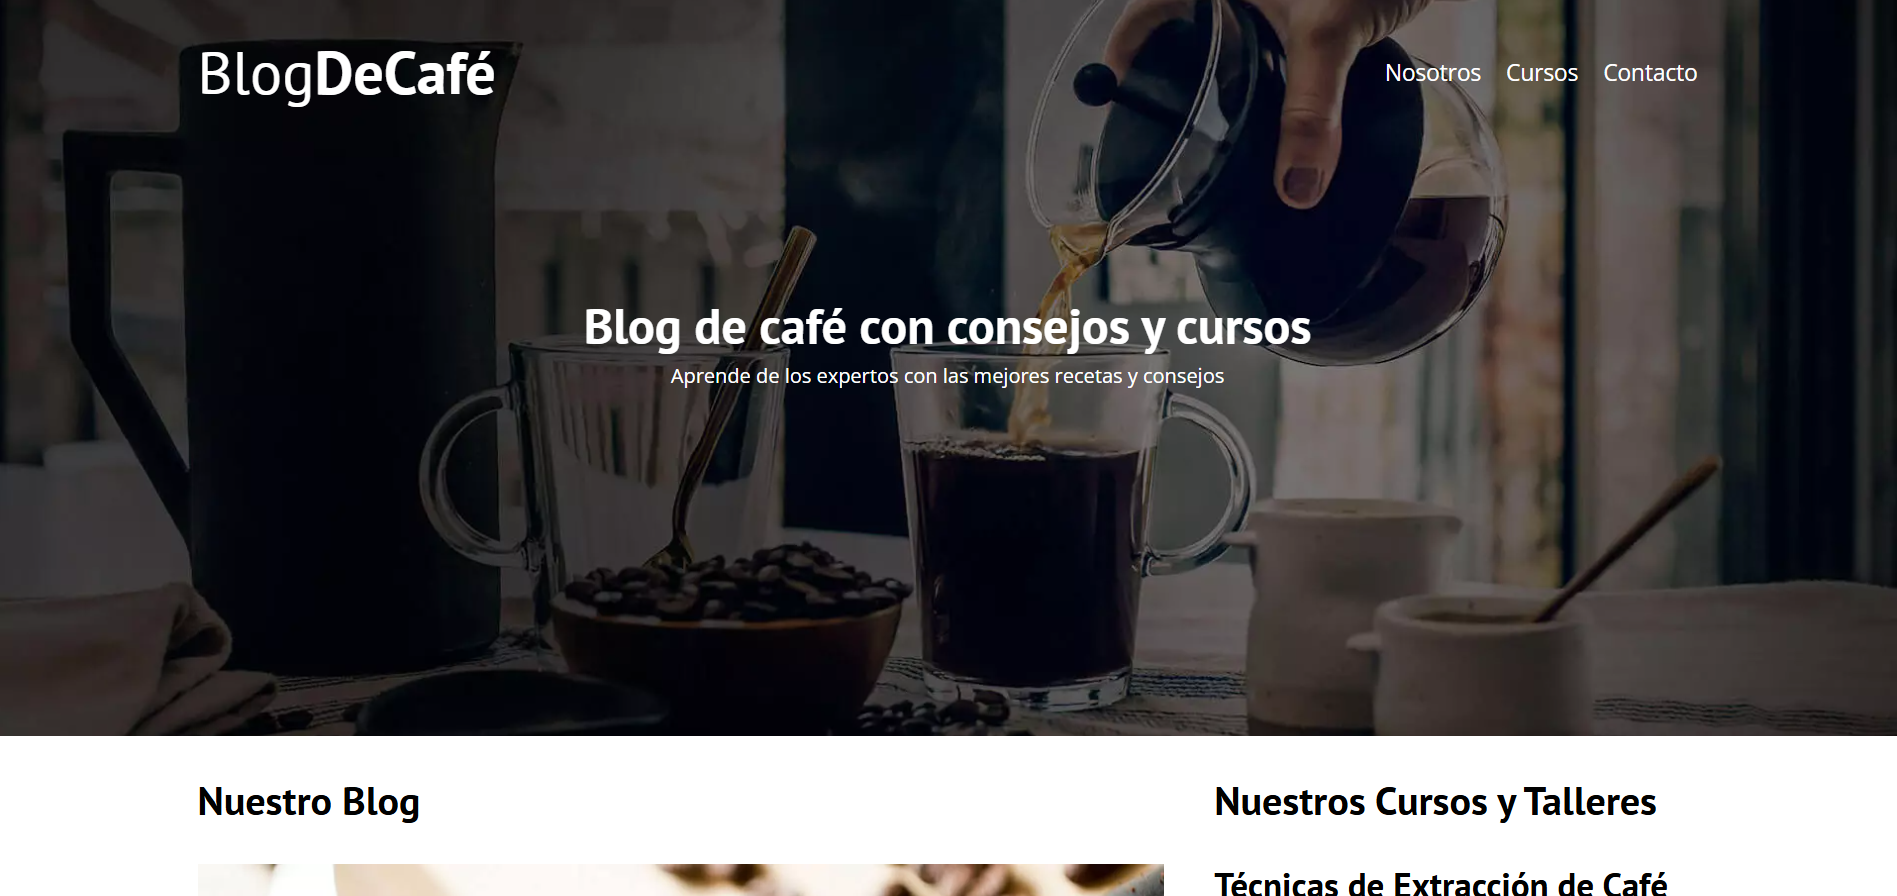 BlogDeCafé
Nosotros Cursos Contacto
Blog de café con consejos y cursos
Aprende de los expertos con las mejores recetas y consejos
Nuestro Blog
Nuestros Cursos y Talleres
Técnicas de Extracción de Café